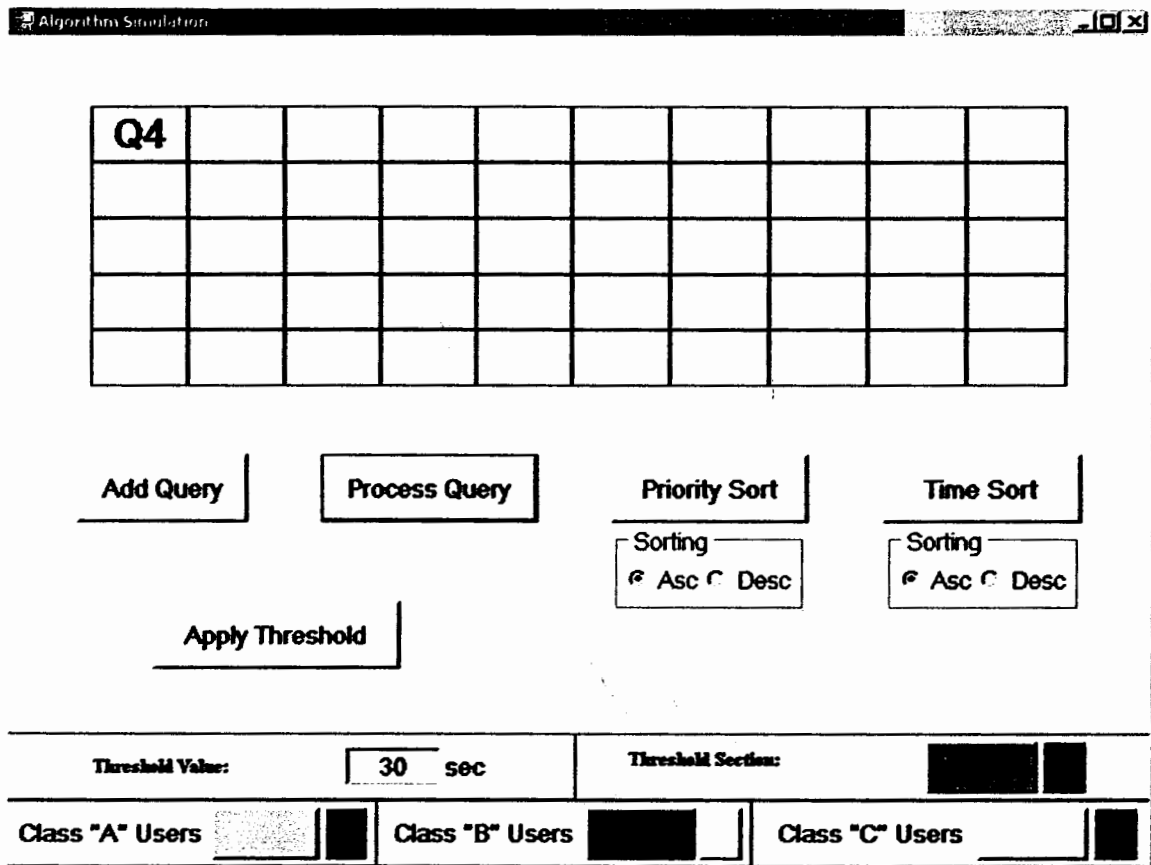 Algorithm Simulation
Q4
Add Query
Process Query
Priority Sort
Time Sort
Sorting
Asc Desc
Sorting
Asc Desc
Apply Threshold
Threshold Value: 30 sec
Threshold Section:
Class "A" Users
Class "B" Users
Class "C" Users